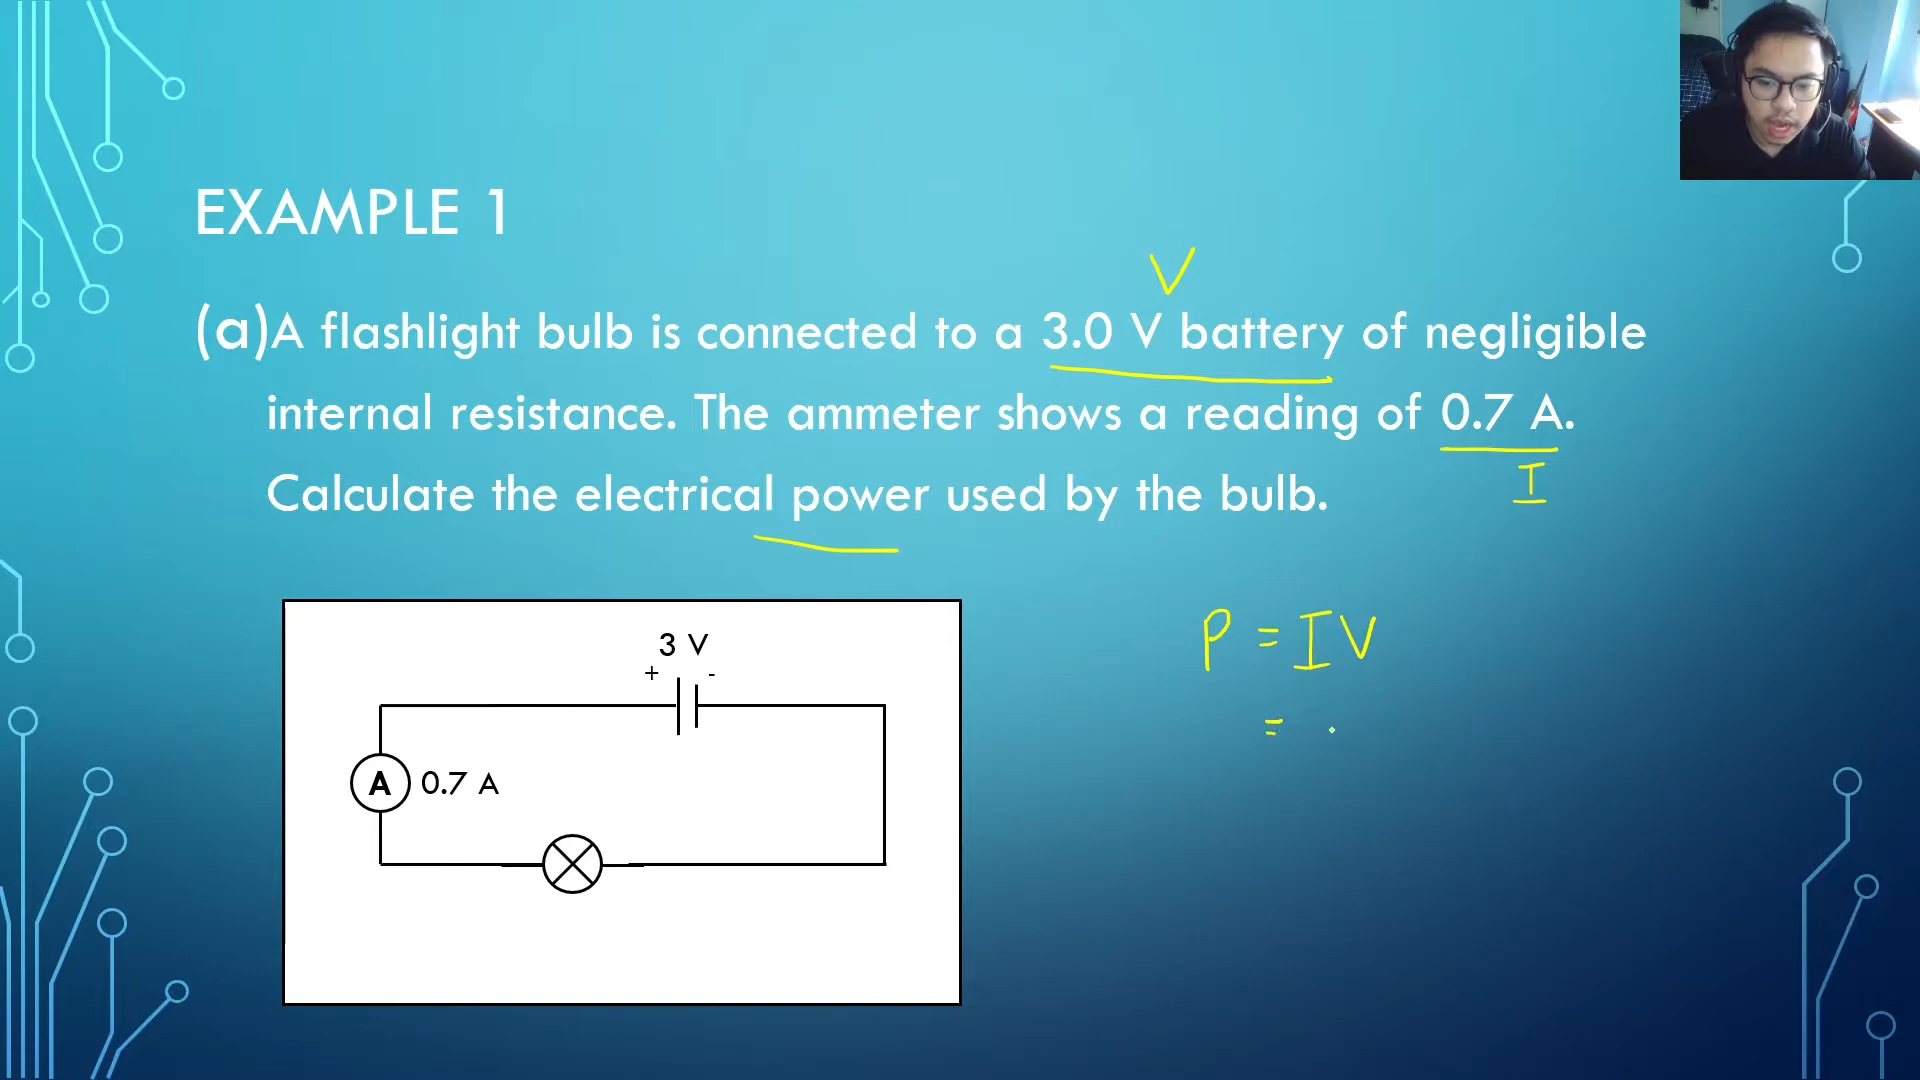 EXAMPLE 1
V
(a)A flashlight bulb is connected to a 3.0 V battery of negligible
internal resistance. The ammeter shows a reading of 0.7 A.
I
Calculate the electrical power used by the bulb.
3 V
+ -
A 0.7 A
P = IV
= .